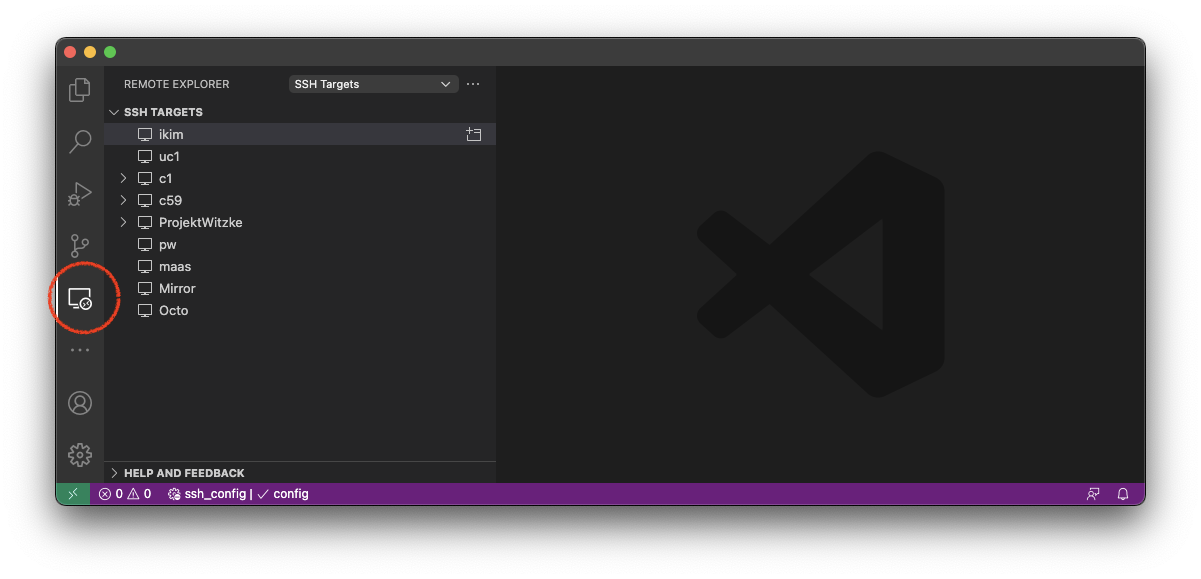 REMOTE EXPLORER SSH Targets
SSH TARGETS
ikim
uc1
c1
c59
ProjektWitzke
pw
maas
Mirror
Octo
HELP AND FEEDBACK
0 0 ssh_config | config